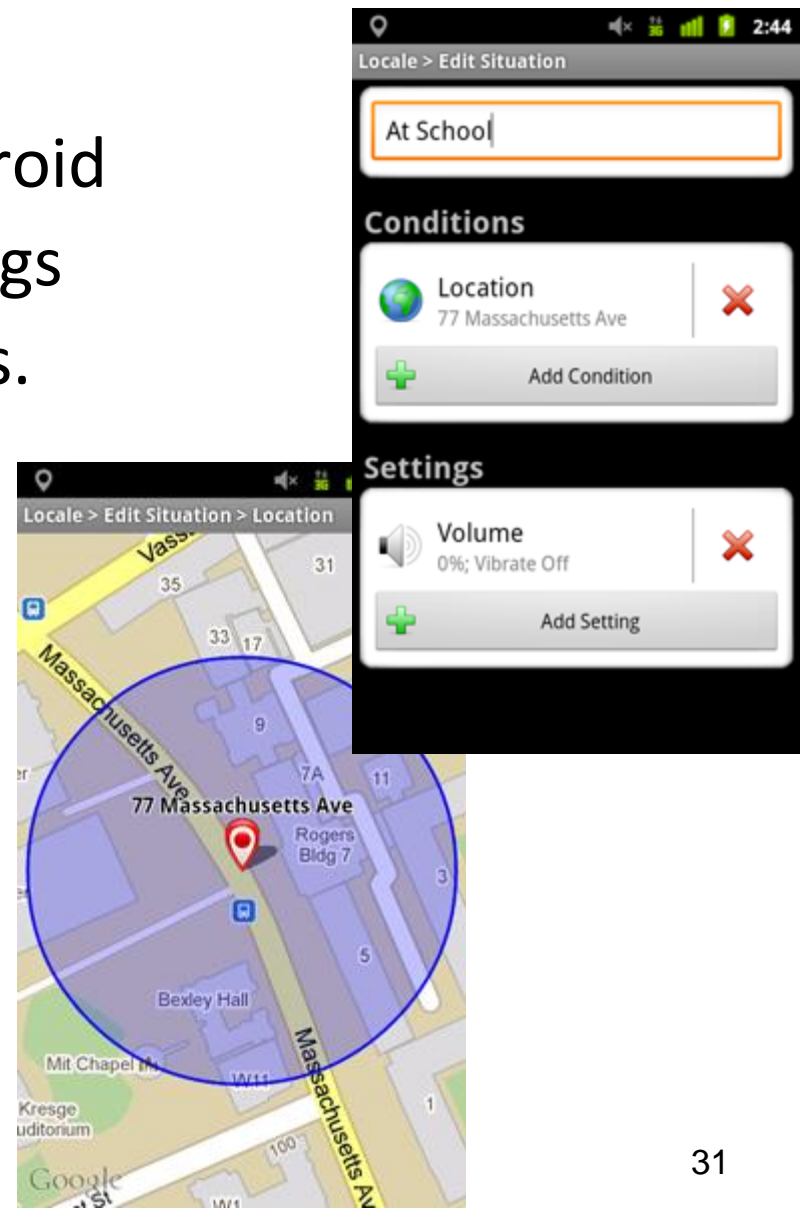 roid
gs
s.
2:44
Locale > Edit Situation
At School
Conditions
Location
77 Massachusetts Ave
Add Condition
Settings
Volume
0%; Vibrate Off
Add Setting
Locale > Edit Situation > Location
Vass
31
35
33
17
Massachusetts Ave
9
7A
11
77 Massachusetts Ave
Rogers
Bldg 7
3
5
Bexley Hall
Massachusetts Av
Mit Chapel
W11
1
Kresge
uditorium
100
Google
St
W1
31